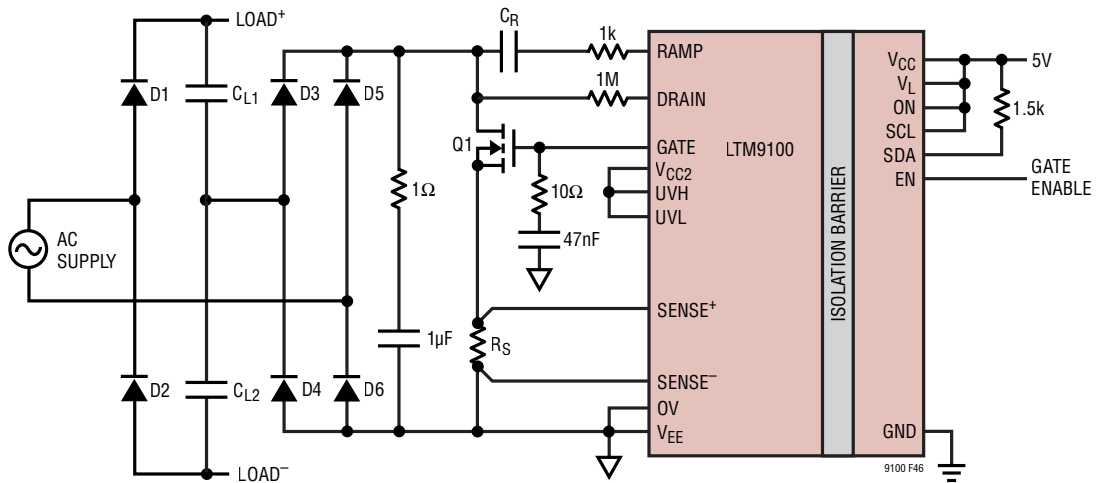 LOAD+
CR
1k
RAMP
VCC
5V
D1
CL1
D3
D5
1M
DRAIN
VL
ON
1.5k
SCL
Q1
GATE
LTM9100
SDA
VCC2
EN
GATE
ENABLE
1Ω
10Ω
UVH
UVL
ISOLATION BARRIER
AC
SUPPLY
47nF
SENSE+
1µF
RS
SENSE–
D2
CL2
D4
D6
0V
VEE
GND
LOAD–
9100 F46